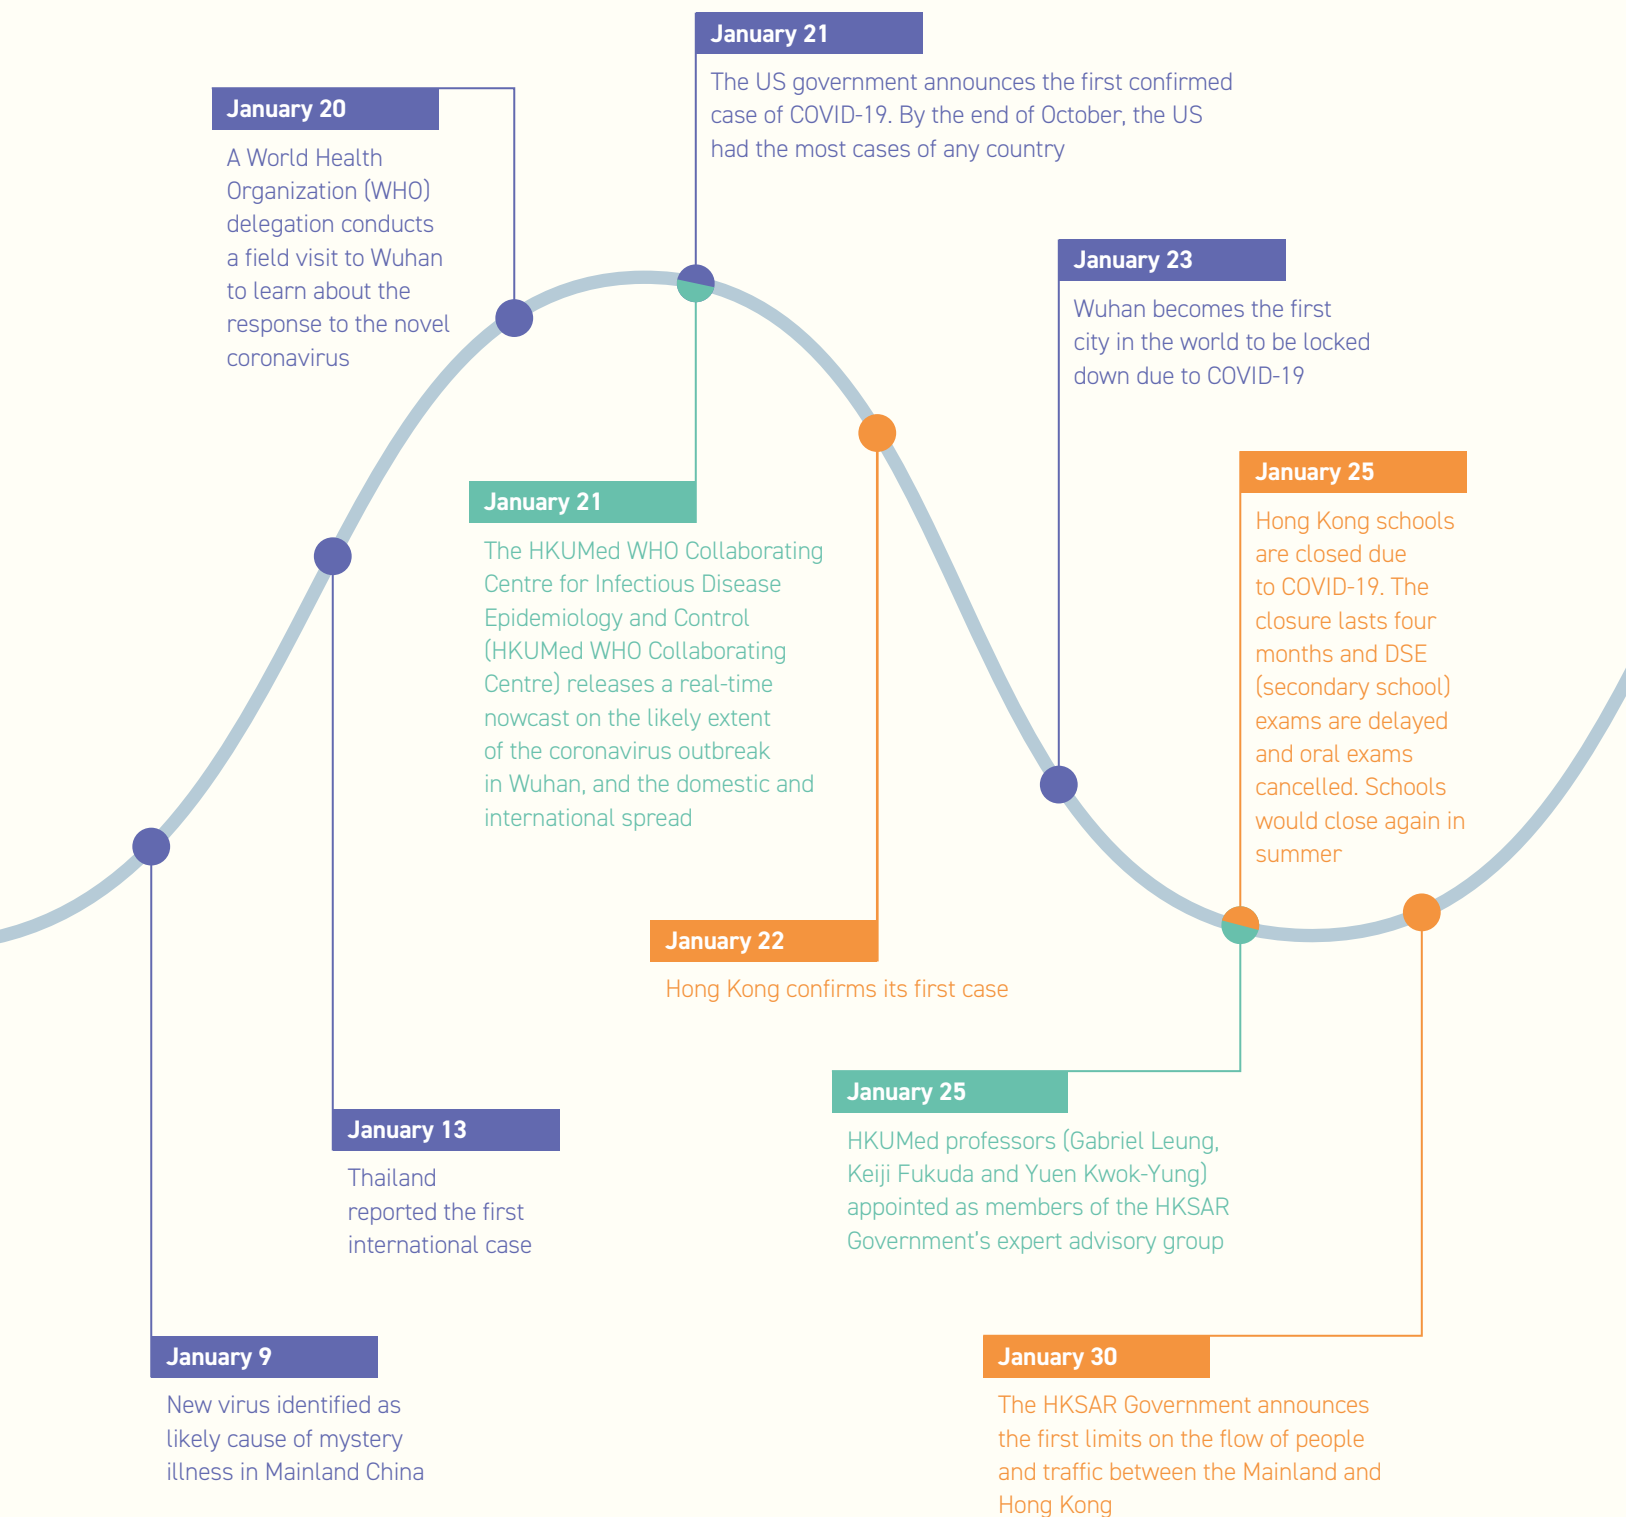 January 21
The US government announces the first confirmed
case of COVID-19. By the end of October, the US
had the most cases of any country
January 20
A World Health
Organization (WHO)
delegation conducts
a field visit to Wuhan
to learn about the
response to the novel
coronavirus
January 23
Wuhan becomes the first
city in the world to be locked
down due to COVID-19
January 25
Hong Kong schools
are closed due
to COVID-19. The
closure lasts four
months and DSE
(secondary school)
exams are delayed
and oral exams
cancelled. Schools
would close again in
summer
January 21
The HKUMed WHO Collaborating
Centre for Infectious Disease
Epidemiology and Control
(HKUMed WHO Collaborating
Centre) releases a real-time
nowcast on the likely extent
of the coronavirus outbreak
in Wuhan, and the domestic and
international spread
January 22
Hong Kong confirms its first case
January 25
HKUMed professors (Gabriel Leung,
Keiji Fukuda and Yuen Kwok-Yung)
appointed as members of the HKSAR
Government's expert advisory group
January 13
Thailand
reported the first
international case
January 9
New virus identified as
likely cause of mystery
illness in Mainland China
January 30
The HKSAR Government announces
the first limits on the flow of people
and traffic between the Mainland and
Hong Kong